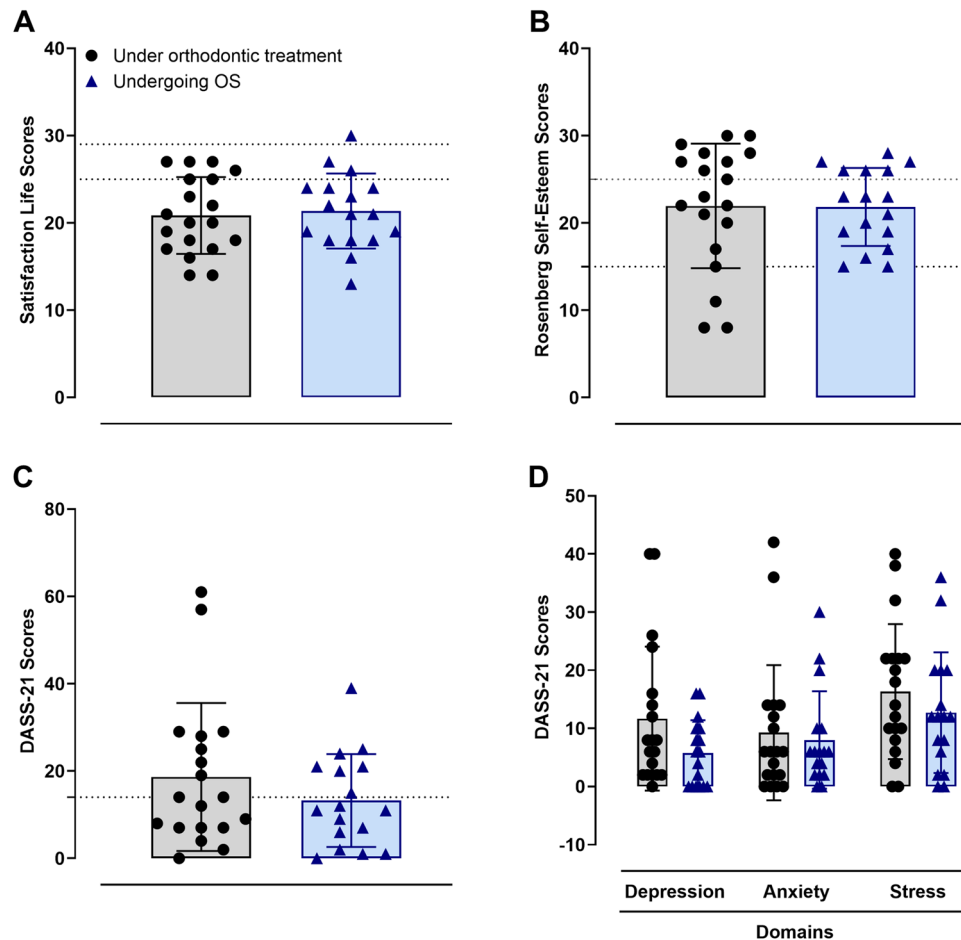 A
B
40
30
20
10
0
Satisfaction Life Scores
Under orthodontic treatment
Undergoing OS
40
30
20
10
0
Rosenberg Self-Esteem Scores
C
D
80
60
40
20
0
DASS-21 Scores
50
40
30
20
10
0
-10
DASS-21 Scores
Depression Anxiety Stress
Domains